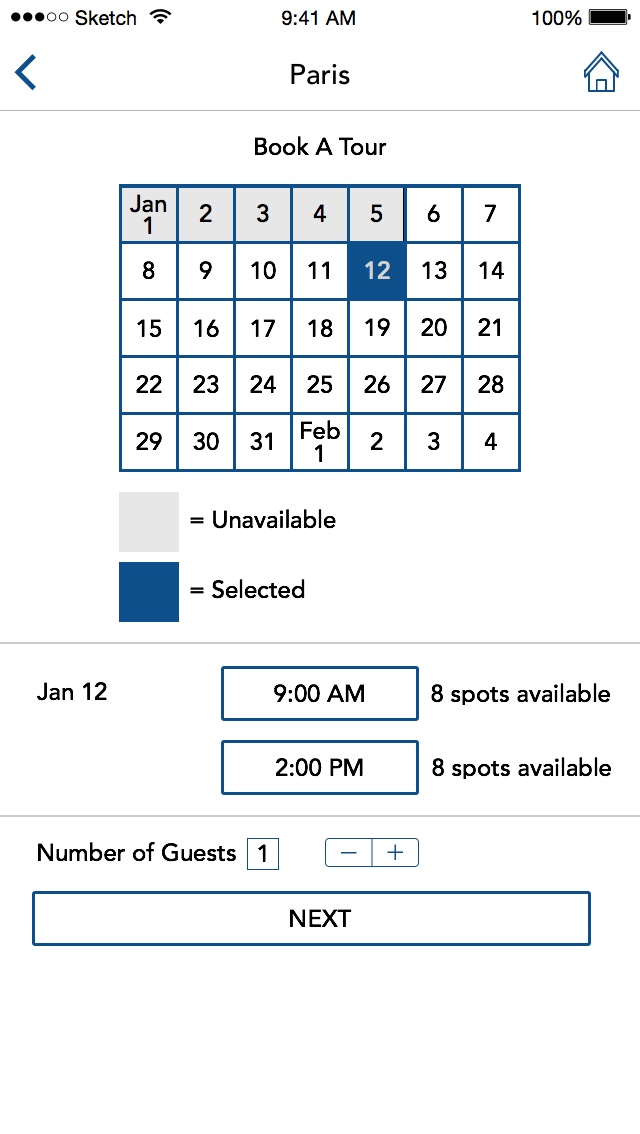 Sketch 9:41 AM 100%
Paris
Book A Tour
Jan 1 2 3 4 5 6 7
8 9 10 11 12 13 14
15 16 17 18 19 20 21
22 23 24 25 26 27 28
29 30 31 Feb 1 2 3 4
= Unavailable
= Selected
Jan 12 9:00 AM 8 spots available
2:00 PM 8 spots available
Number of Guests 1 − +
NEXT